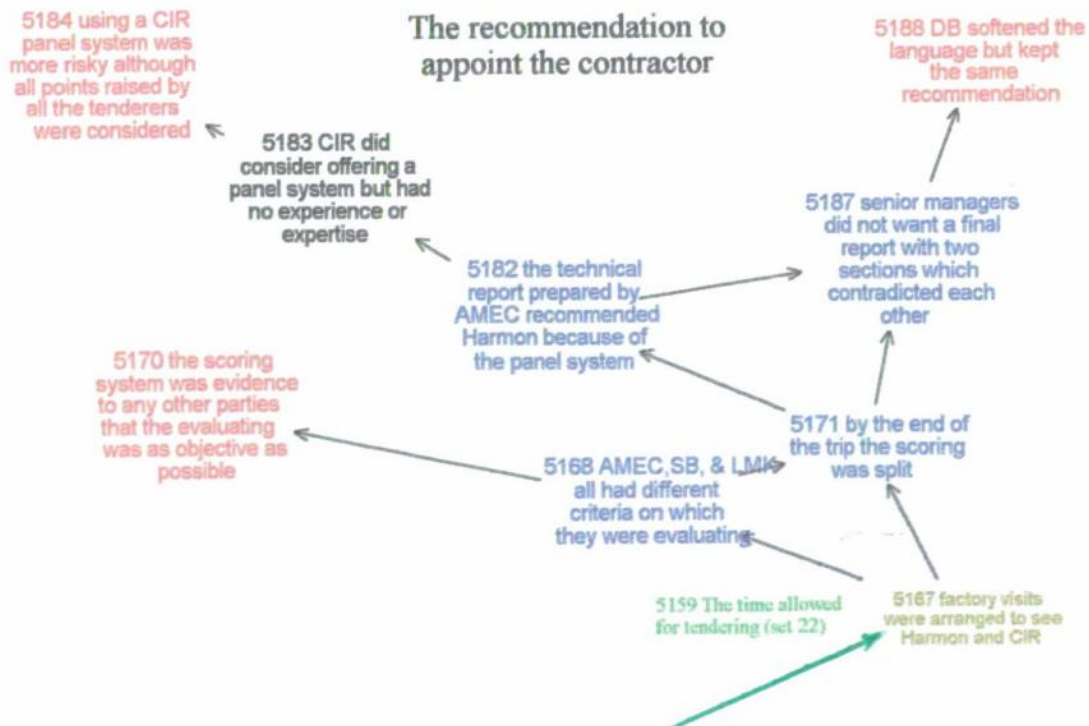 The recommendation to
appoint the contractor
5184 using a CIR
panel system was
more risky although
all points raised by
all the tenderers
were considered
5188 DB softened the
language but kept
the same
recommendation
5183 CIR did
consider offering a
panel system but had
no experience or
expertise
5187 senior managers
did not want a final
report with two
sections which
contradicted each
other
5182 the technical
report prepared by
AMEC recommended
Harmon because of
the panel system
5170 the scoring
system was evidence
to any other parties
that the evaluating
was as objective as
possible
5171 by the end of
the trip the scoring
was split
5168 AMEC,SB, & LMK
all had different
criteria on which
they were evaluating
5159 The time allowed
for tendering (set 22)
5167 factory visits
were arranged to see
Harmon and CIR